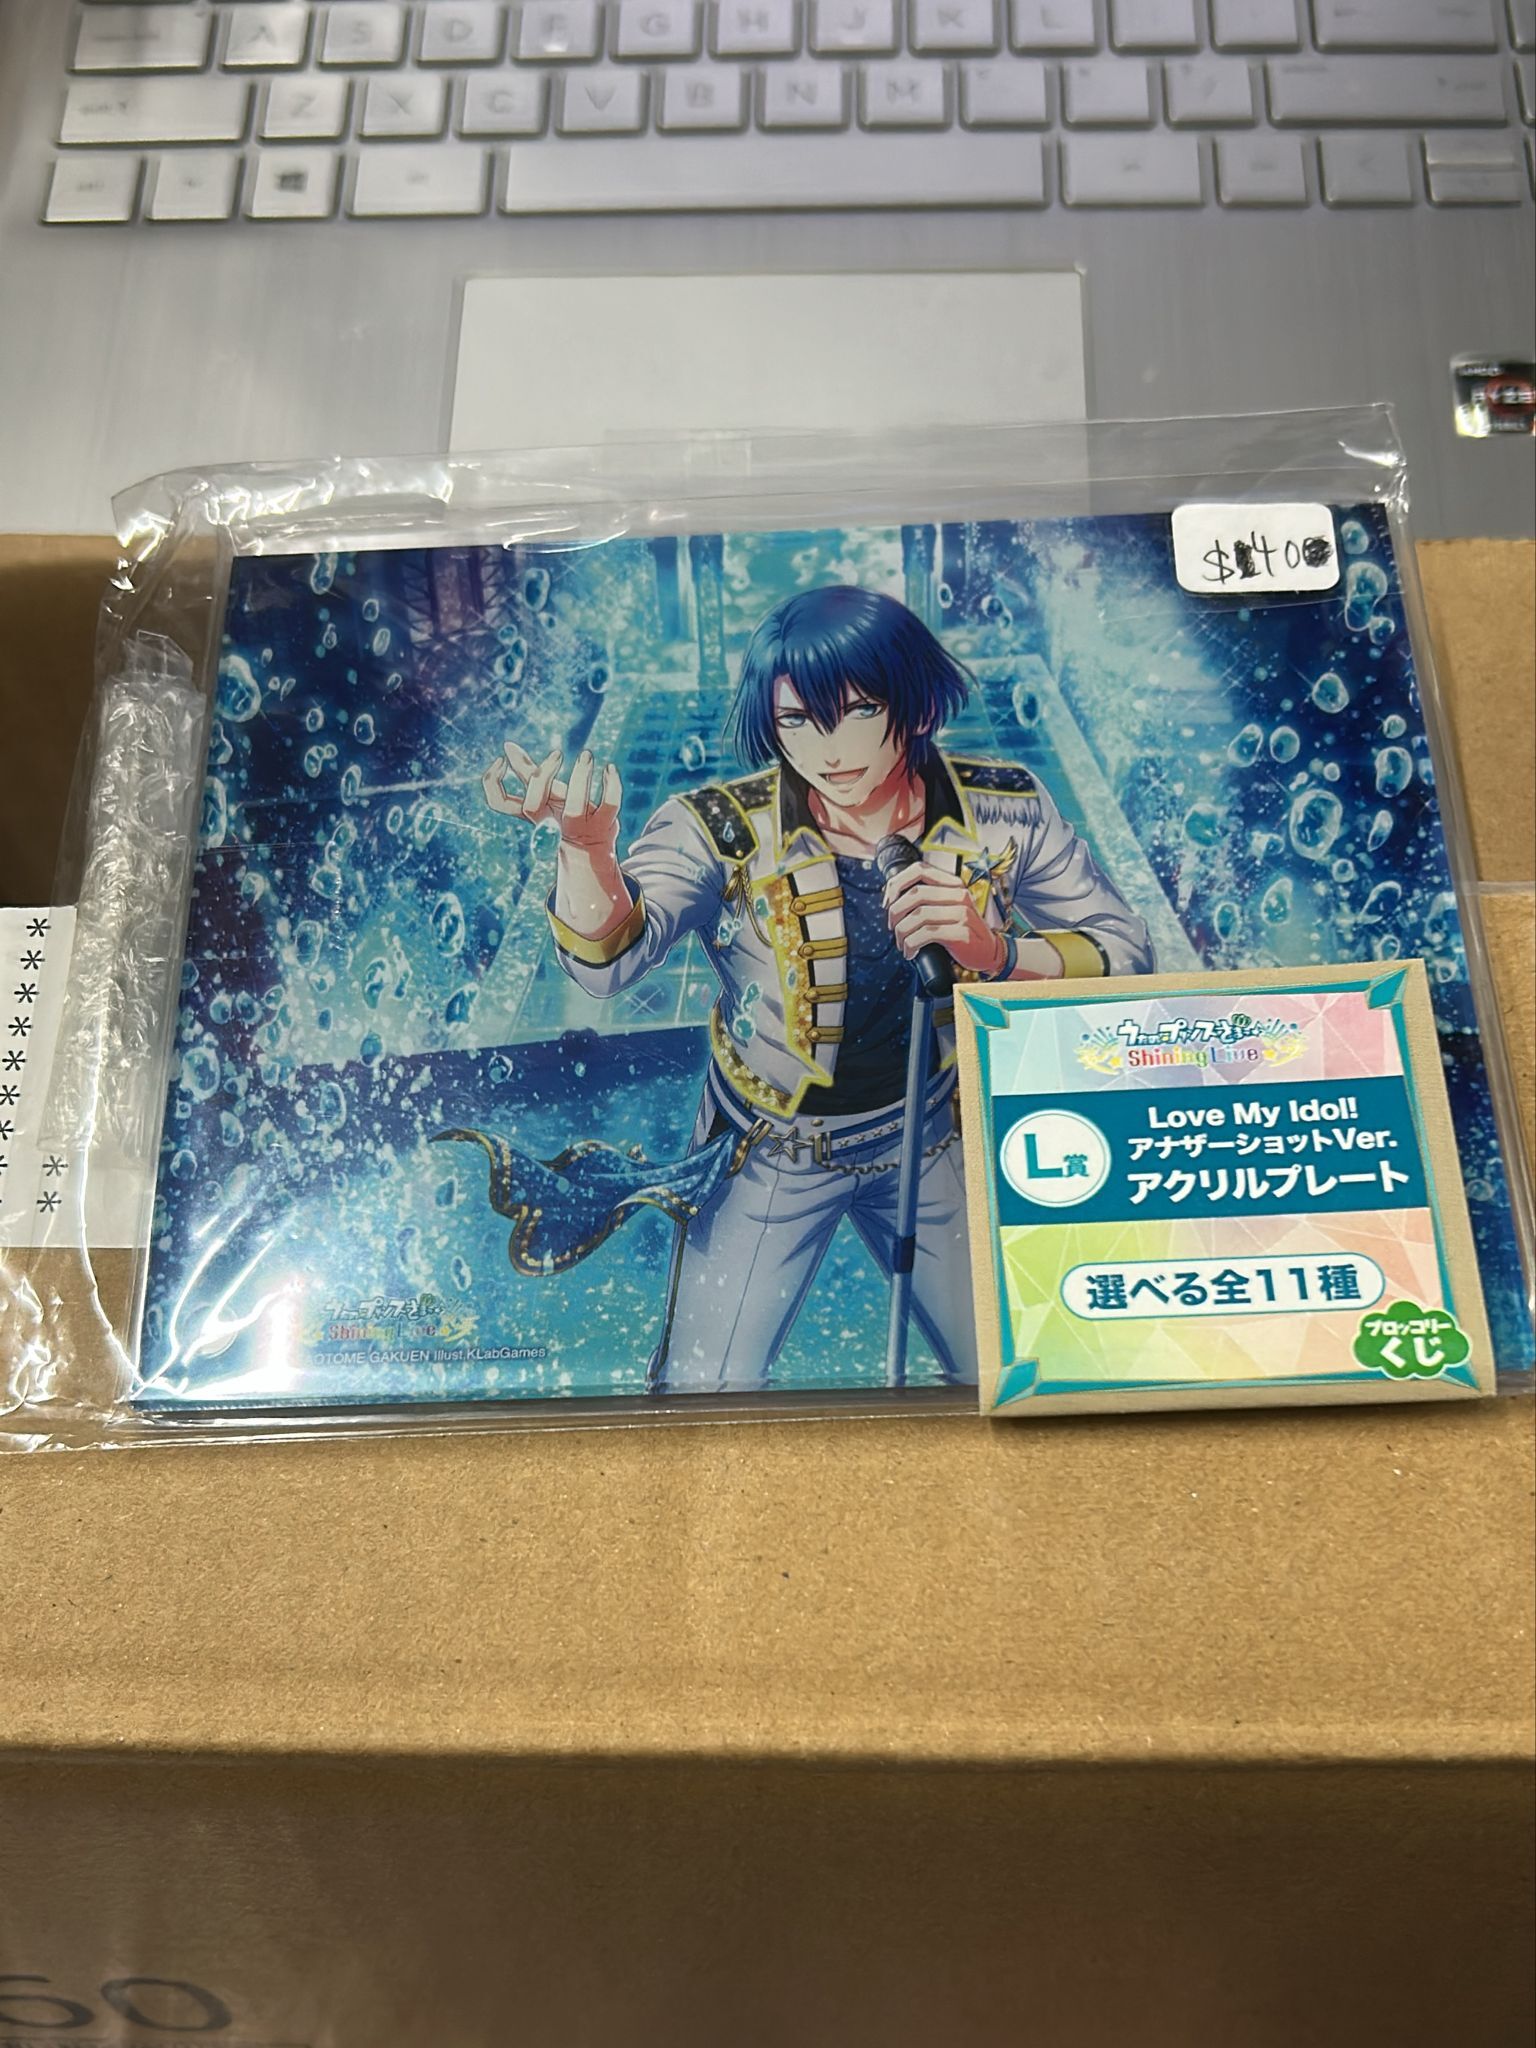 A S D F G H J K L
Z X C V B N M
$40
*
*
*
*
*
*
*
* *
* *
うたの☆プリンスさまっ♪
Shining Live
L賞
Love My Idol!
アナザーショットVer.
アクリルプレート
選べる全11種
ブロッコリー
くじ
うたの☆プリンスさまっ♪
Shining Live
AOTOME GAKUEN Illust.KLabGames
60